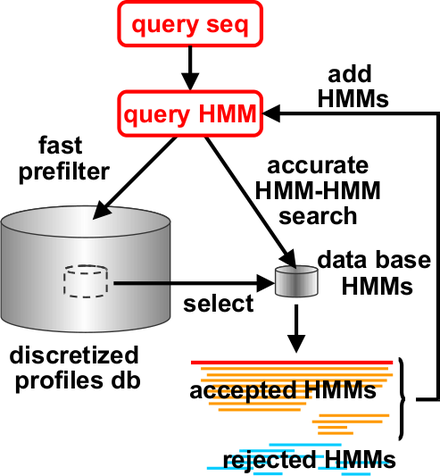 query seq
query HMM
add
HMMs
fast
prefilter
accurate
HMM-HMM
search
data base
HMMs
select
discretized
profiles db
accepted HMMs
rejected HMMs